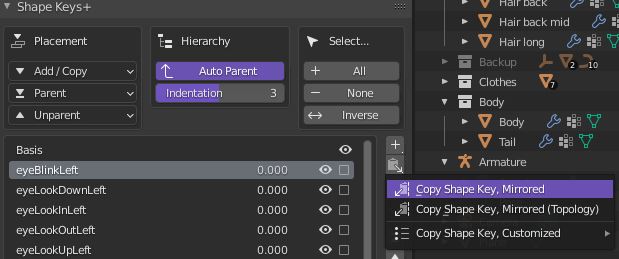 Shape Keys+
Placement
Add / Copy
Parent
Unparent
Hierarchy
Auto Parent
Indentation 3
Select...
All
None
Inverse
Basis
eyeBlinkLeft 0.000
eyeLookDownLeft 0.000
eyeLookInLeft 0.000
eyeLookOutLeft 0.000
eyeLookUpLeft 0.000
Hair back
Hair back mid
Hair long
Backup 2 10
Clothes 7
Body
Body
Tail
Armature
Copy Shape Key, Mirrored
Copy Shape Key, Mirrored (Topology)
Copy Shape Key, Customized